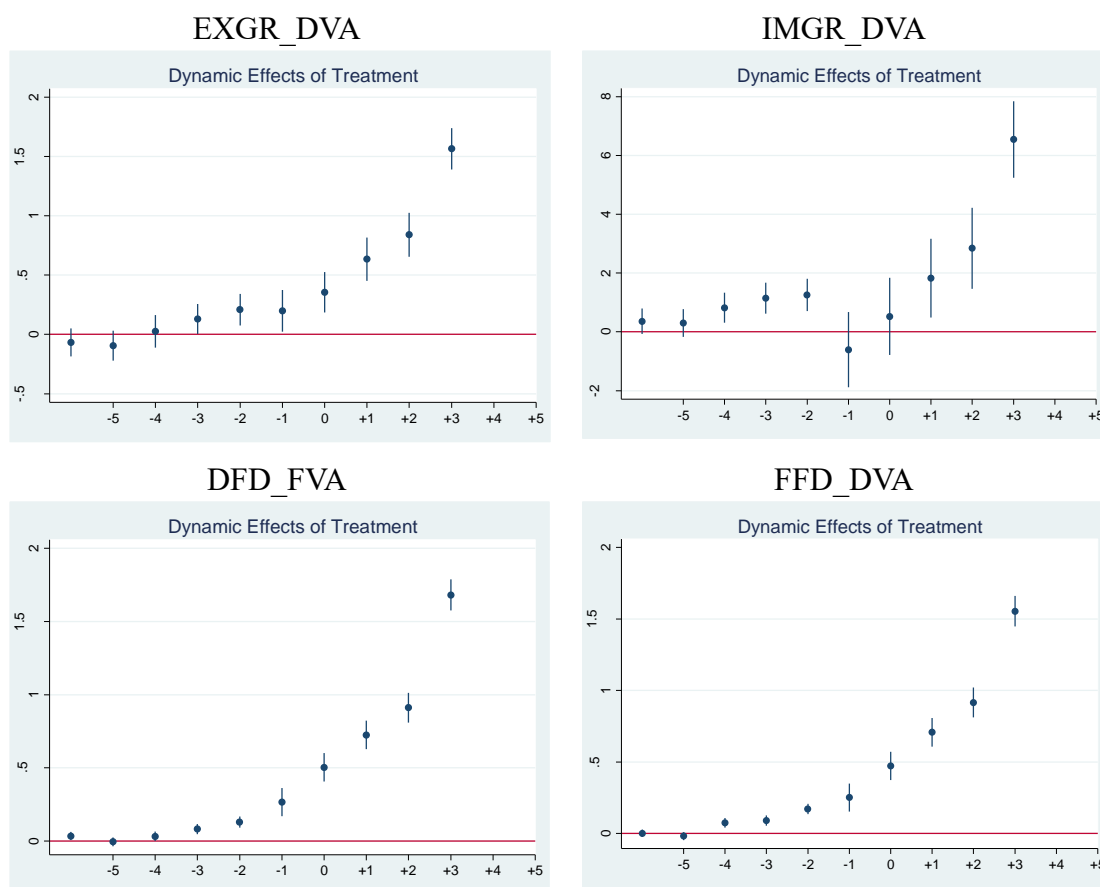 EXGR_DVA
Dynamic Effects of Treatment
2
1.5
1
.5
0
-.5
-5 -4 -3 -2 -1 0 +1 +2 +3 +4 +5
IMGR_DVA
Dynamic Effects of Treatment
8
6
4
2
0
-2
-5 -4 -3 -2 -1 0 +1 +2 +3 +4 +5
DFD_FVA
Dynamic Effects of Treatment
2
1.5
1
.5
0
-5 -4 -3 -2 -1 0 +1 +2 +3 +4 +5
FFD_DVA
Dynamic Effects of Treatment
2
1.5
1
.5
0
-5 -4 -3 -2 -1 0 +1 +2 +3 +4 +5